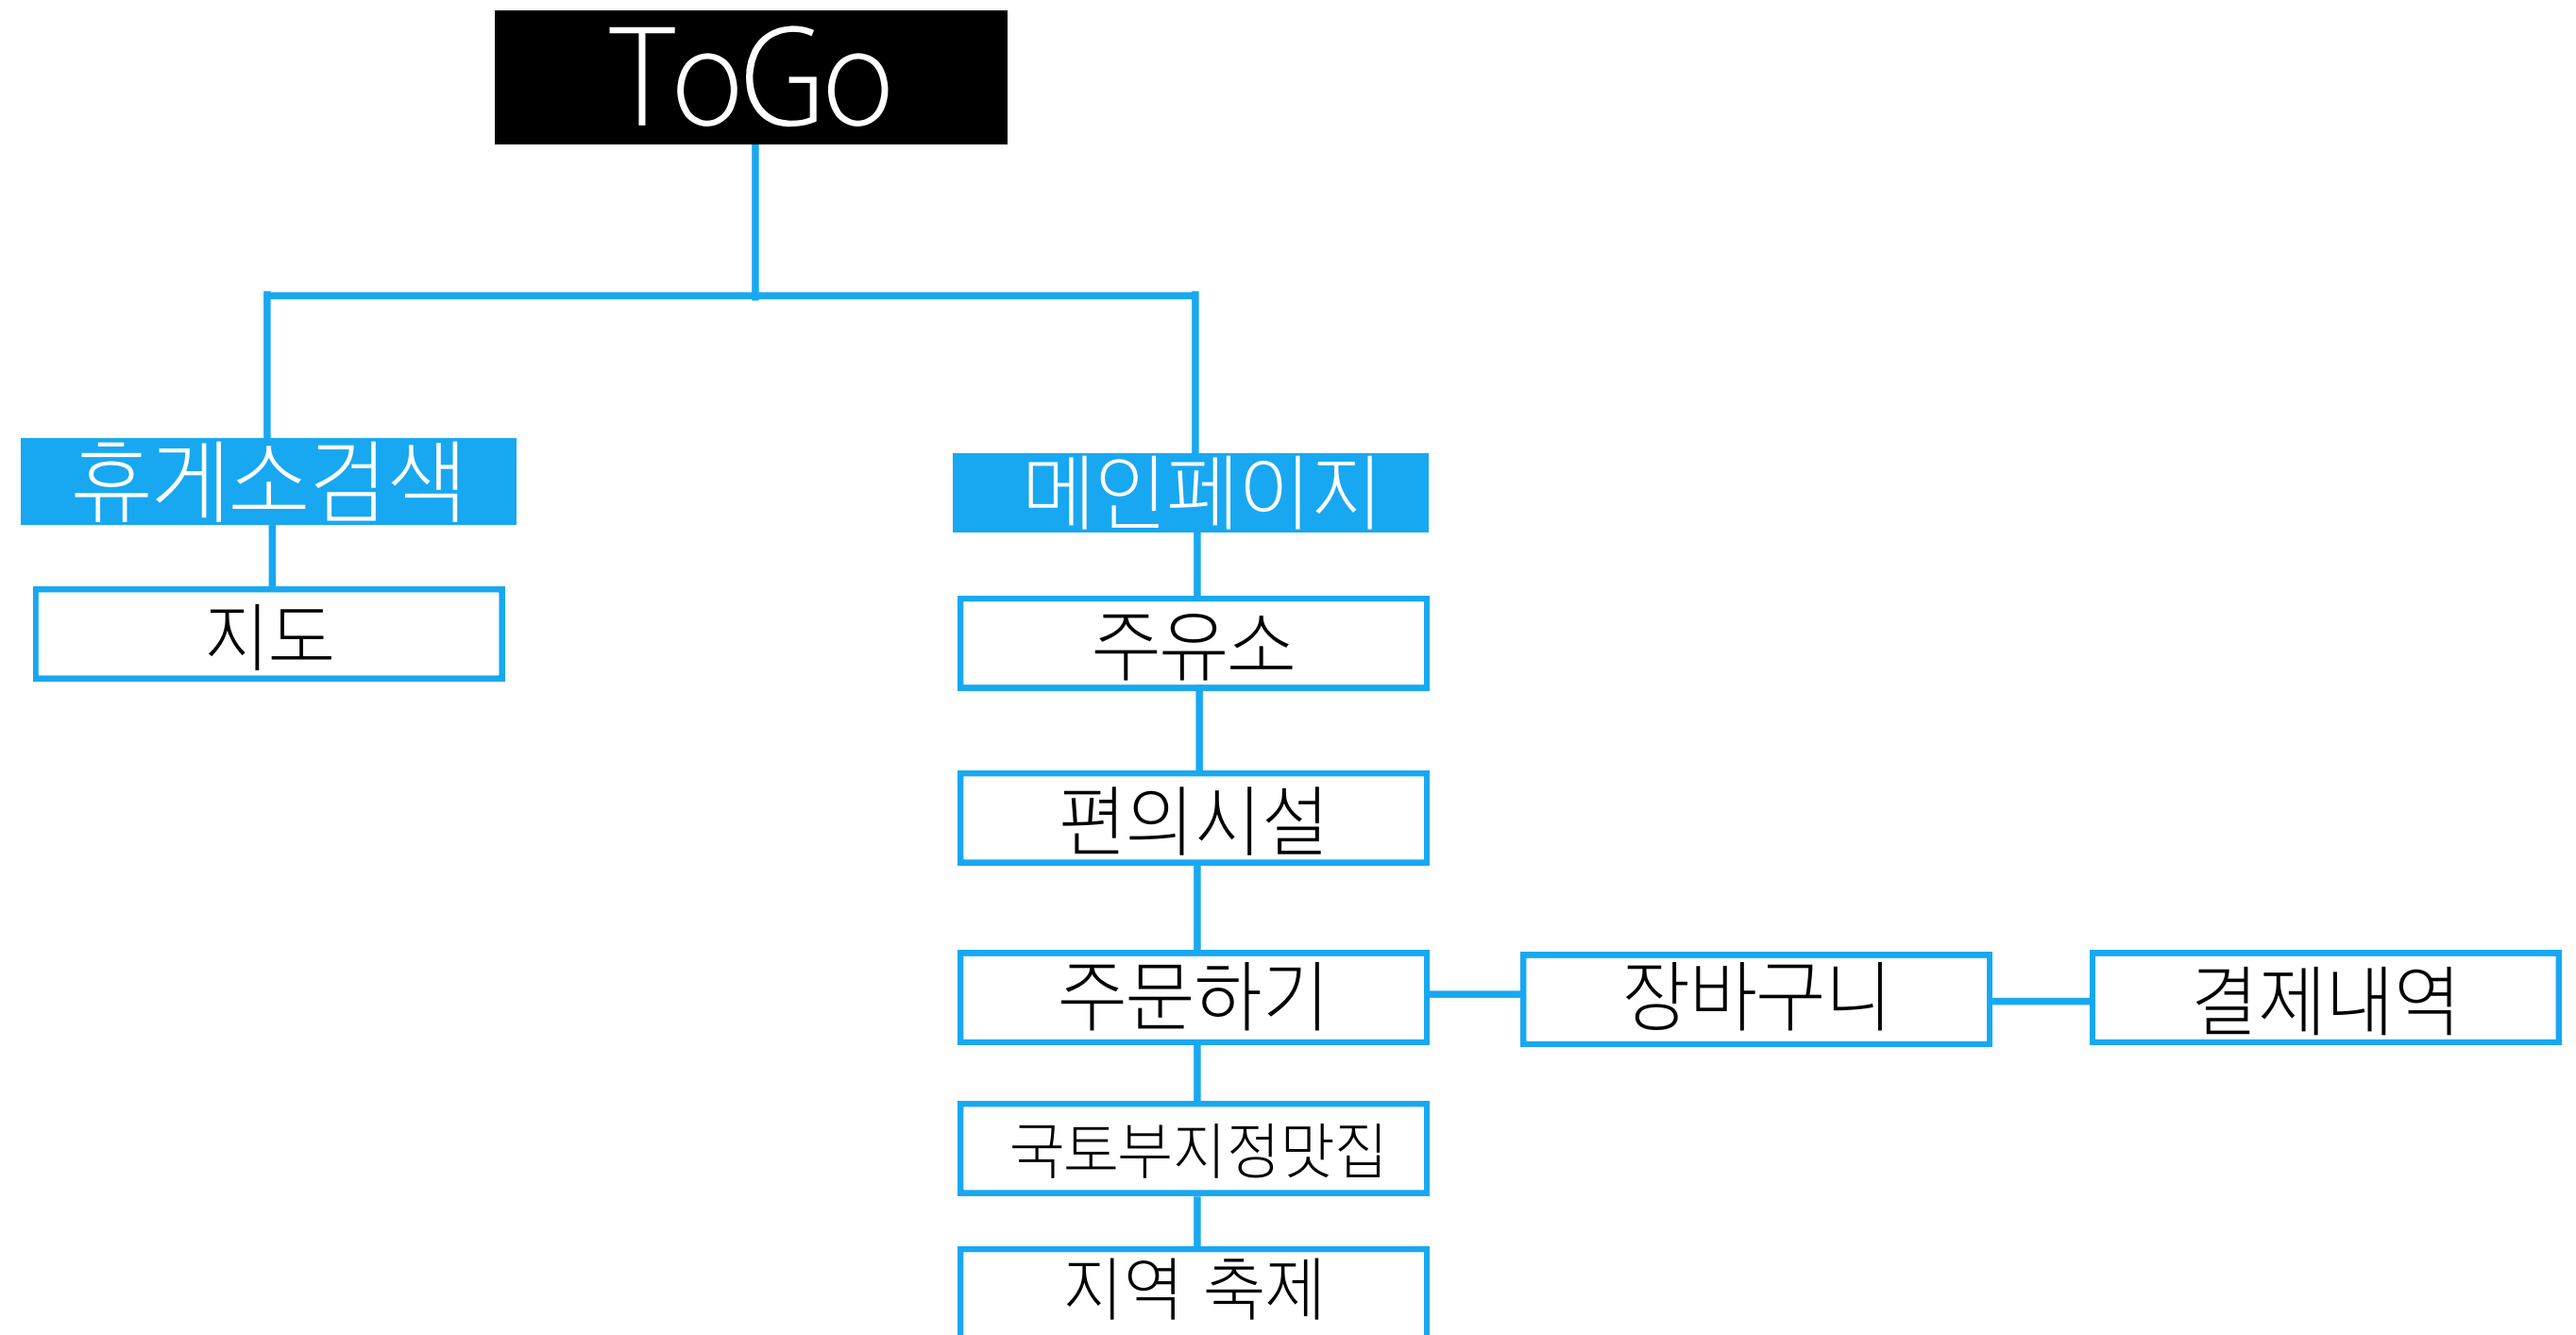 ToGo
휴게소검색
메인페이지
지도
주유소
편의시설
주문하기
장바구니
결제내역
국토부지정맛집
지역 축제